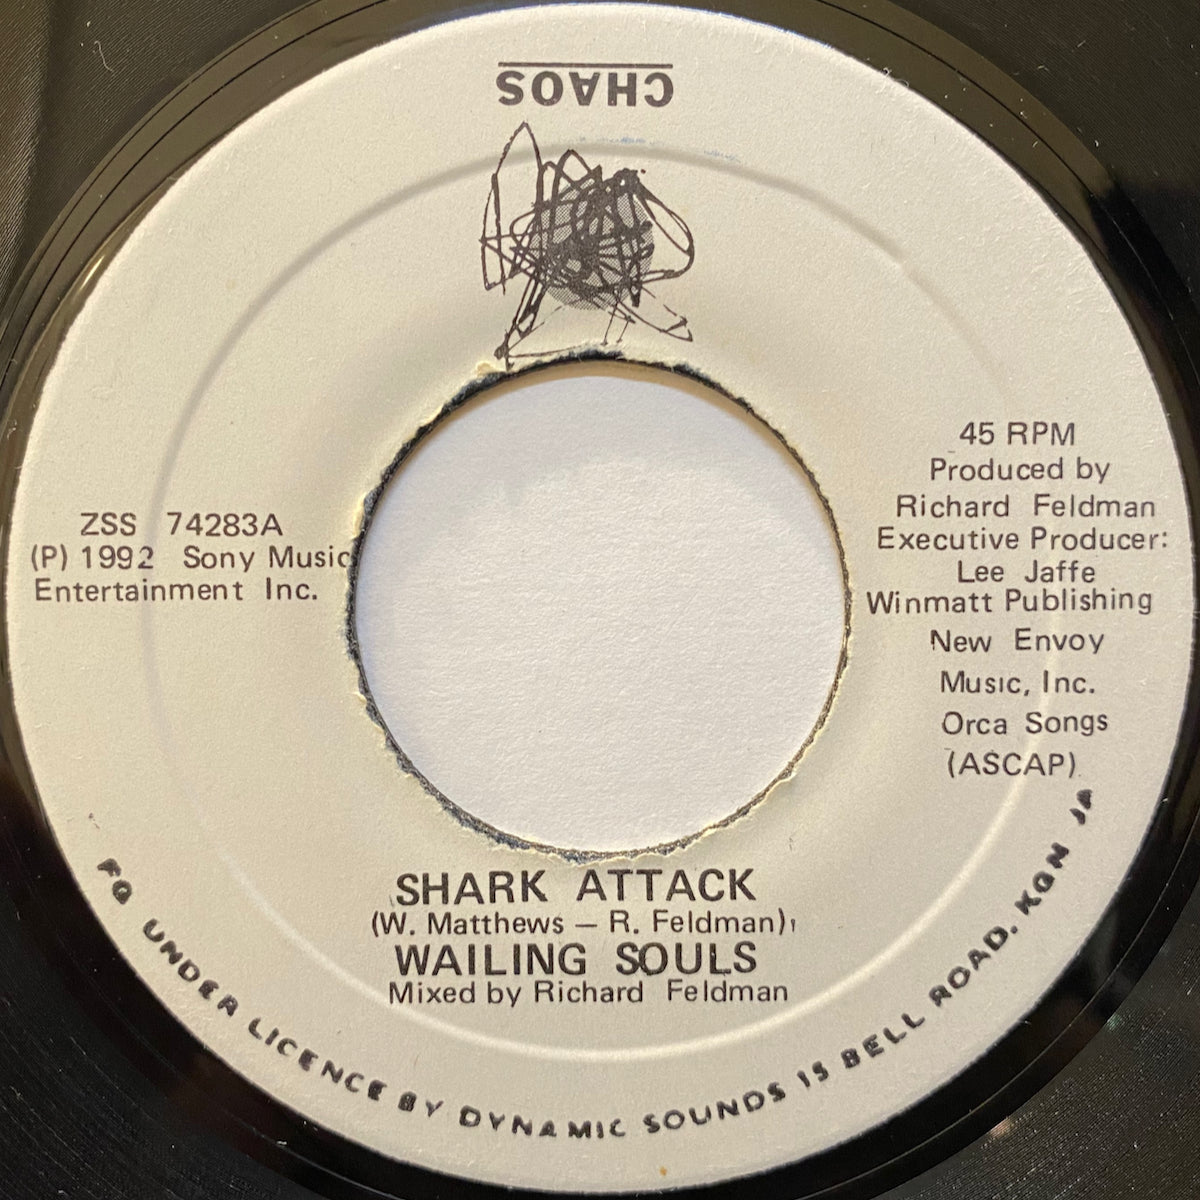 CHAOS
45 RPM
Produced by
Richard Feldman
Executive Producer:
Lee Jaffe
Winmatt Publishing
New Envoy
Music, Inc.
Orca Songs
(ASCAP)
ZSS 74283A
(P) 1992 Sony Music
Entertainment Inc.
SHARK ATTACK
(W. Matthews – R. Feldman)
WAILING SOULS
Mixed by Richard Feldman
UNDER LICENCE BY DYNAMIC SOUNDS 15 BELL ROAD. KGN JA